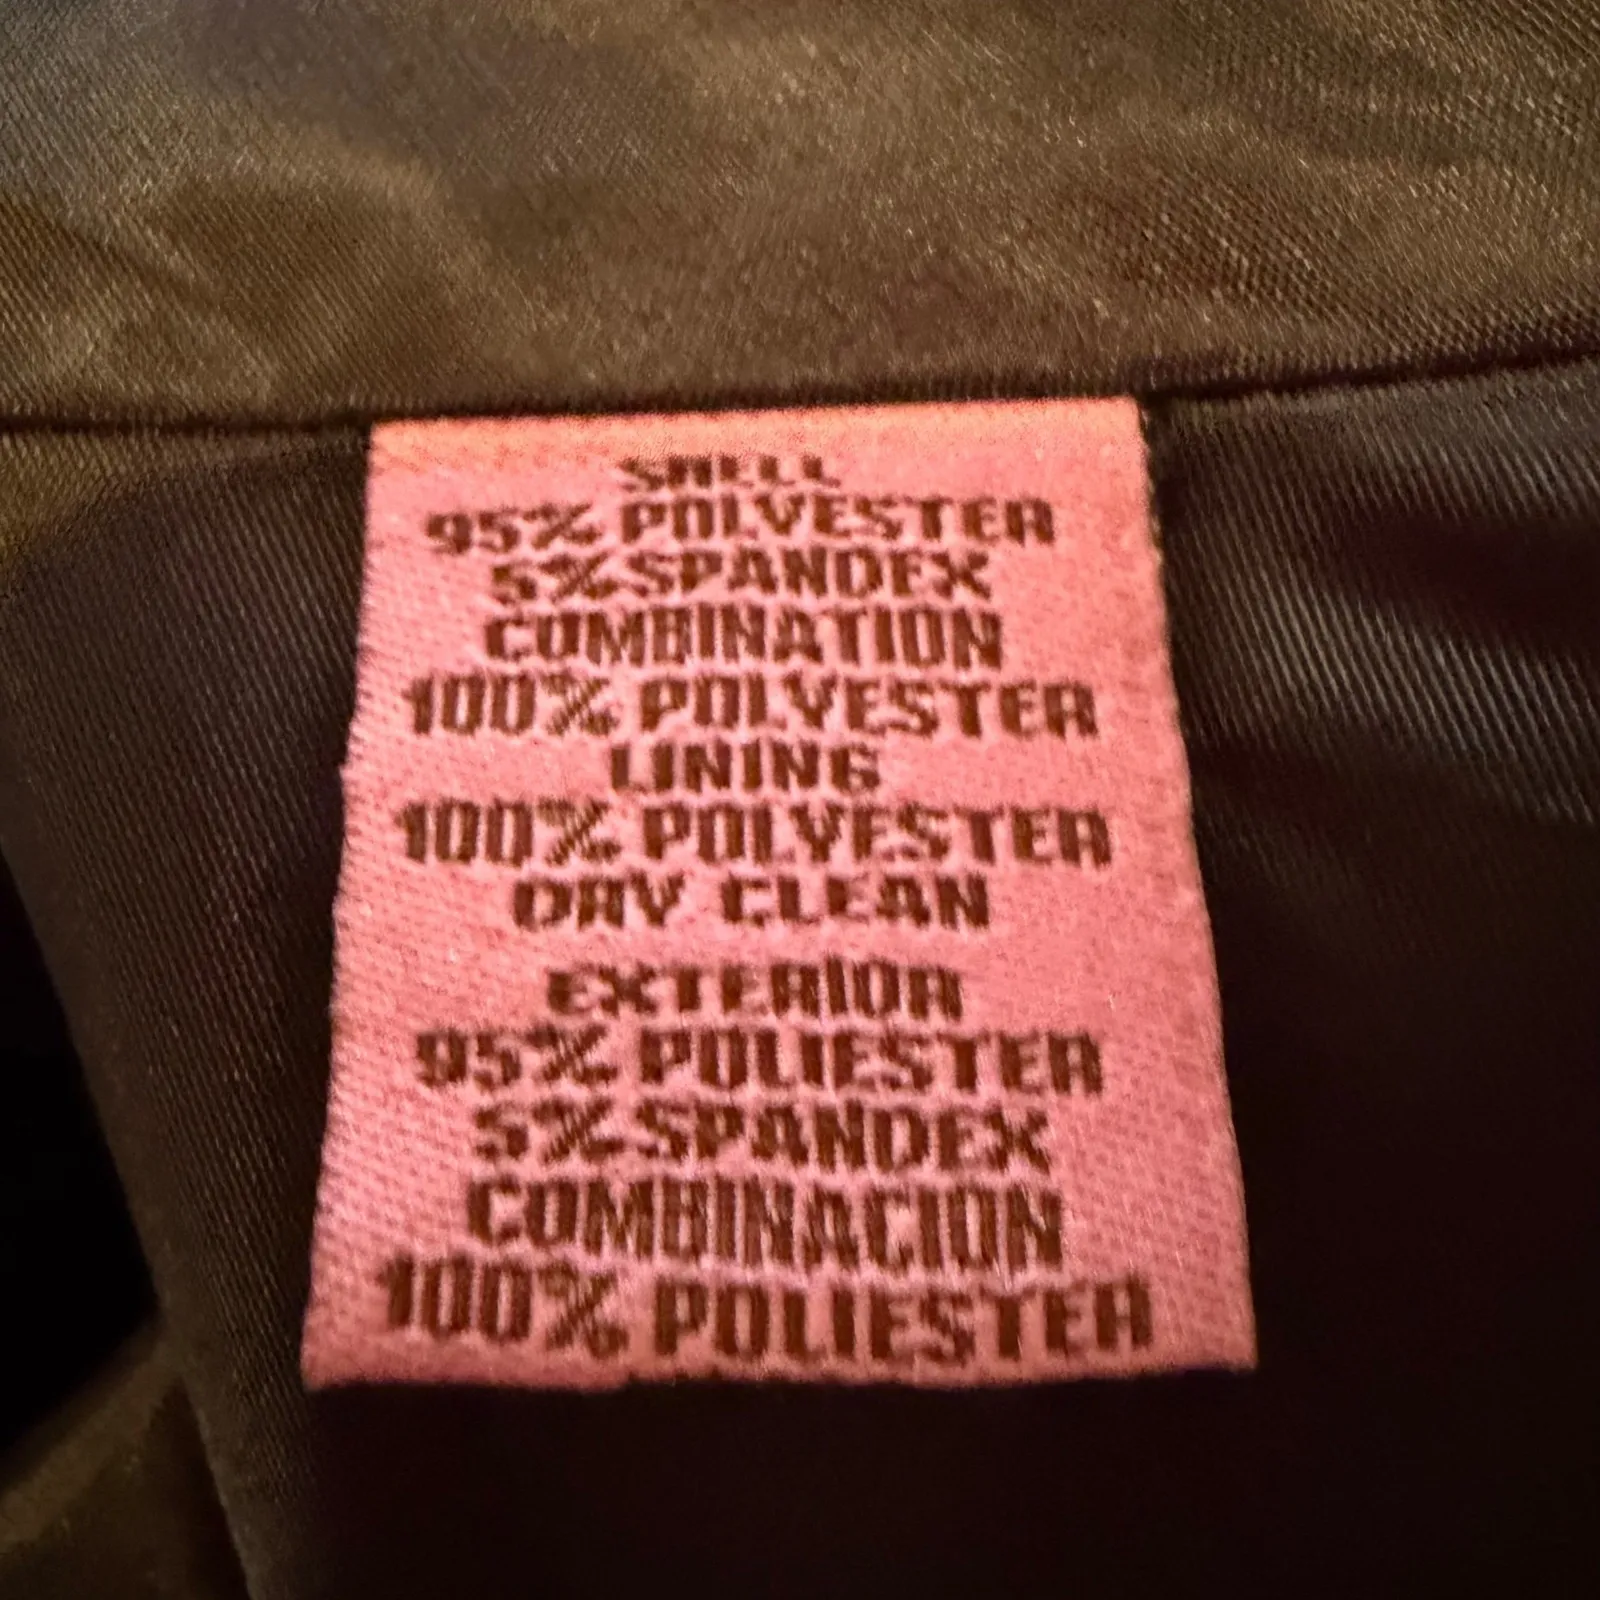 SHELL
95% POLYESTER
5% SPANDEX
COMBINATION
100% POLYESTER
LINING
100% POLYESTER
DRY CLEAN
EXTERIOR
95% POLIESTER
5% SPANDEX
COMBINACION
100% POLIESTER